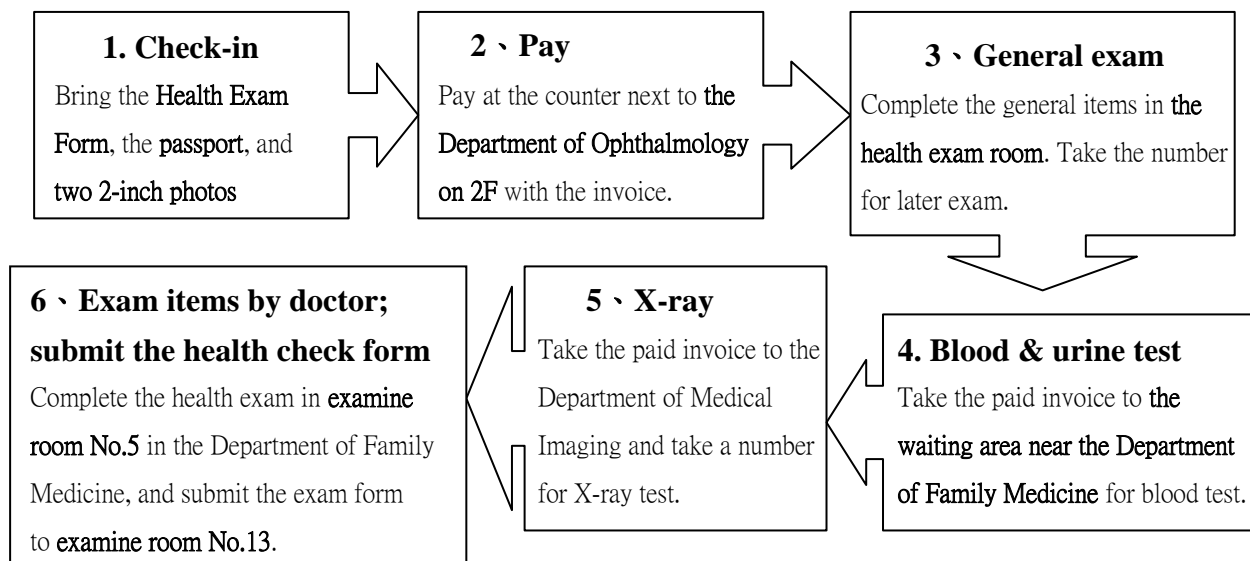 1. Check-in
Bring the Health Exam
Form, the passport, and
two 2-inch photos
2、Pay
Pay at the counter next to the
Department of Ophthalmology
on 2F with the invoice.
3、General exam
Complete the general items in the
health exam room. Take the number
for later exam.
4. Blood & urine test
Take the paid invoice to the
waiting area near the Department
of Family Medicine for blood test.
5、X-ray
Take the paid invoice to the
Department of Medical
Imaging and take a number
for X-ray test.
6、Exam items by doctor;
submit the health check form
Complete the health exam in examine
room No.5 in the Department of Family
Medicine, and submit the exam form
to examine room No.13.